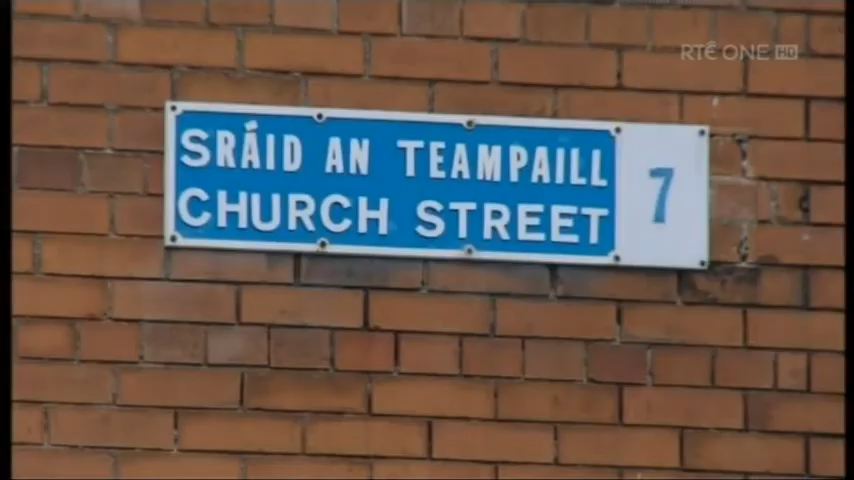 RTÉ ONE HD
SRÁID AN TEAMPAILL
CHURCH STREET
7